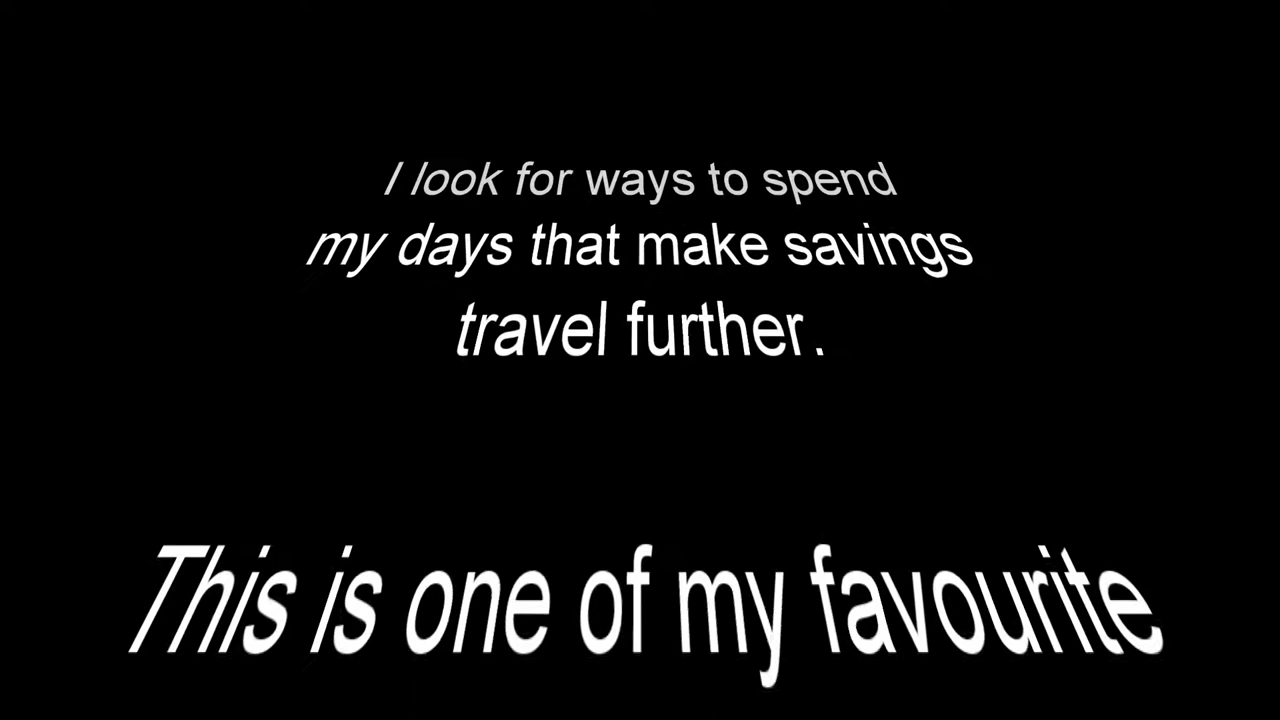 I look for ways to spend
my days that make savings
travel further.
This is one of my favourite